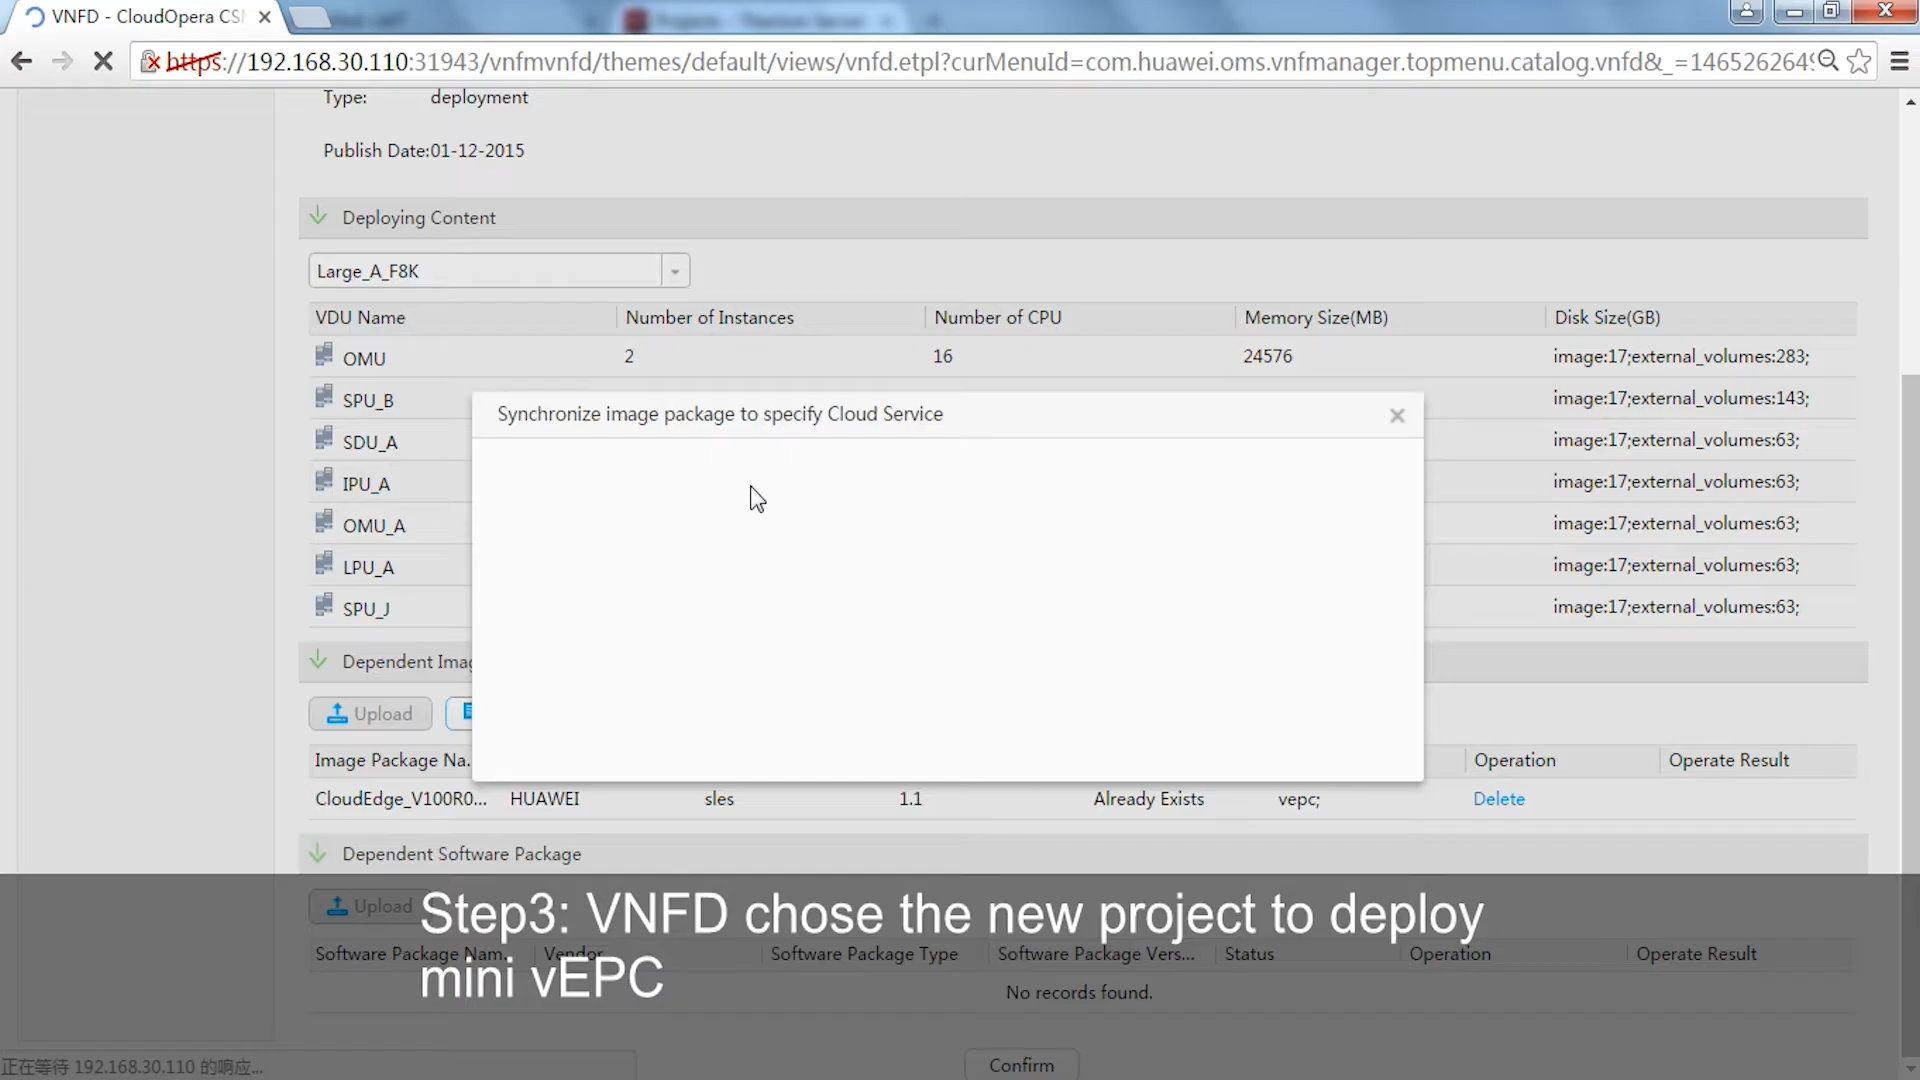 VNFD - CloudOpera CS
https://192.168.30.110:31943/vnfmvnfd/themes/default/views/vnfd.etpl?curMenuId=com.huawei.oms.vnfmanager.topmenu.catalog.vnfd&_=146526264
Type: deployment
Publish Date:01-12-2015
Deploying Content
Large_A_F8K
VDU Name Number of Instances Number of CPU Memory Size(MB) Disk Size(GB)
OMU 2 16 24576 image:17;external_volumes:283;
SPU_B image:17;external_volumes:143;
Synchronize image package to specify Cloud Service
SDU_A image:17;external_volumes:63;
IPU_A image:17;external_volumes:63;
OMU_A image:17;external_volumes:63;
LPU_A image:17;external_volumes:63;
SPU_J image:17;external_volumes:63;
Dependent Imag
Upload
Image Package Na. Operation Operate Result
CloudEdge_V100R0... HUAWEI sles 1.1 Already Exists vepc; Delete
Dependent Software Package
Upload
Step3: VNFD chose the new project to deploy
mini vEPC
Software Package Nam. Vendor Software Package Type Software Package Vers... Status Operation Operate Result
No records found.
正在等待 192.168.30.110 的响应...
Confirm